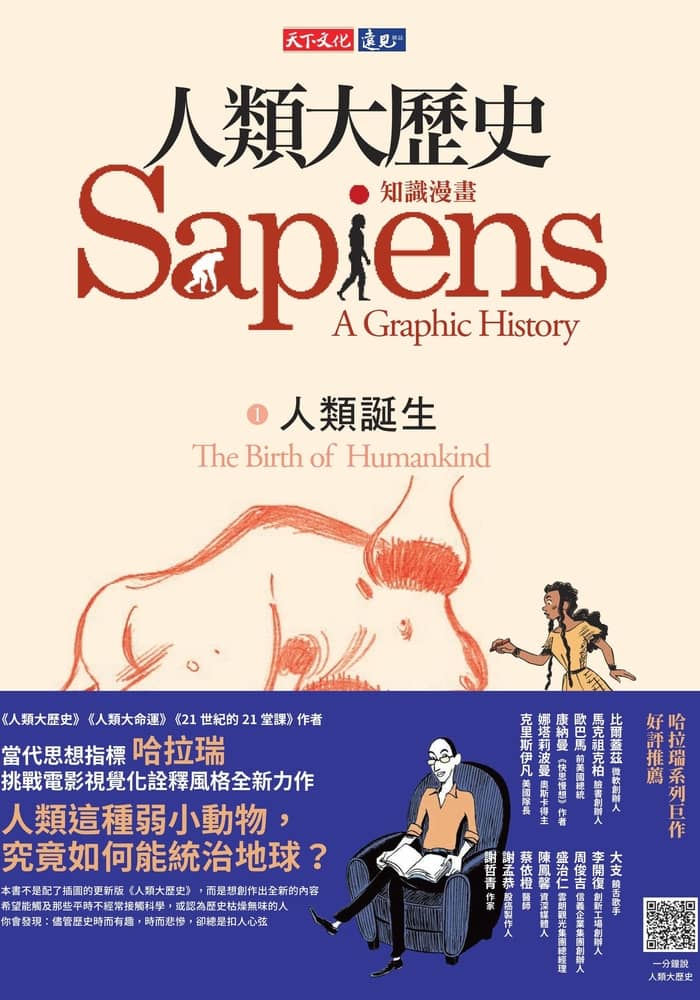 天下文化 遠見雜誌
人類大歷史
知識漫畫
Sapiens
A Graphic History
1 人類誕生
The Birth of Humankind
《人類大歷史》《人類大命運》《21 世紀的 21 堂課》作者
當代思想指標 哈拉瑞
挑戰電影視覺化詮釋風格全新力作
人類這種弱小動物，
究竟如何能統治地球？
本書不是配了插圖的更新版《人類大歷史》，而是想創作出全新的內容
希望能觸及那些平時不經常接觸科學，或認為歷史枯燥無味的人
你會發現：儘管歷史時而有趣，時而悲慘，卻總是扣人心弦
哈拉瑞系列巨作
好評推薦
比爾蓋茲 微軟創辦人
馬克祖克柏 臉書創辦人
歐巴馬 前美國總統
康納曼 《快思慢想》作者
娜塔莉波曼 奧斯卡得主
克里斯伊凡 美國隊長
大支 饒舌歌手
李開復 創新工場創辦人
周俊吉 信義企業集團創辦人
盛治仁 雲朗觀光集團總經理
陳鳳馨 資深媒體人
蔡依橙 醫師
謝孟恭 股癌製作人
謝哲青 作家
一分鐘說
人類大歷史